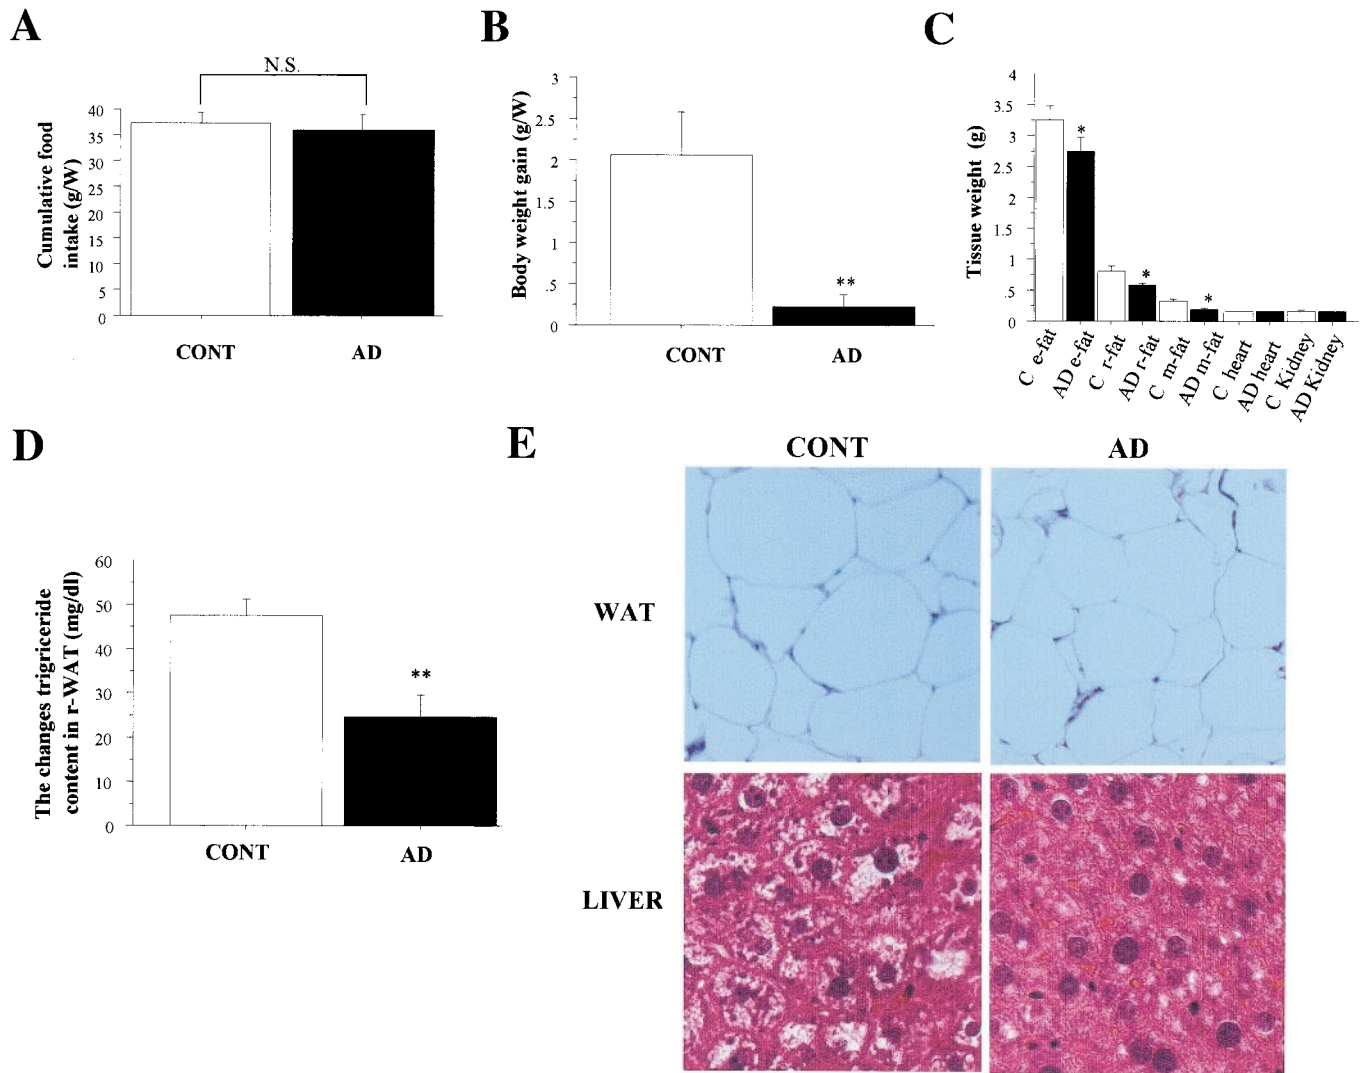 A
N.S.
Cumulative food
intake (g/W)
40
35
30
25
20
15
10
5
0
CONT
AD
B
Body weight gain (g/W)
3
2.5
2
1.5
1
.5
0
**
CONT
AD
C
Tissue weight (g)
4
3.5
3
2.5
2
1.5
1
.5
0
*
*
*
C e-fat
AD e-fat
C r-fat
AD r-fat
C m-fat
AD m-fat
C heart
AD heart
C Kidney
AD Kidney
D
The changes trigriceride
content in r-WAT (mg/dl)
60
50
40
30
20
10
0
**
CONT
AD
E
CONT
AD
WAT
LIVER